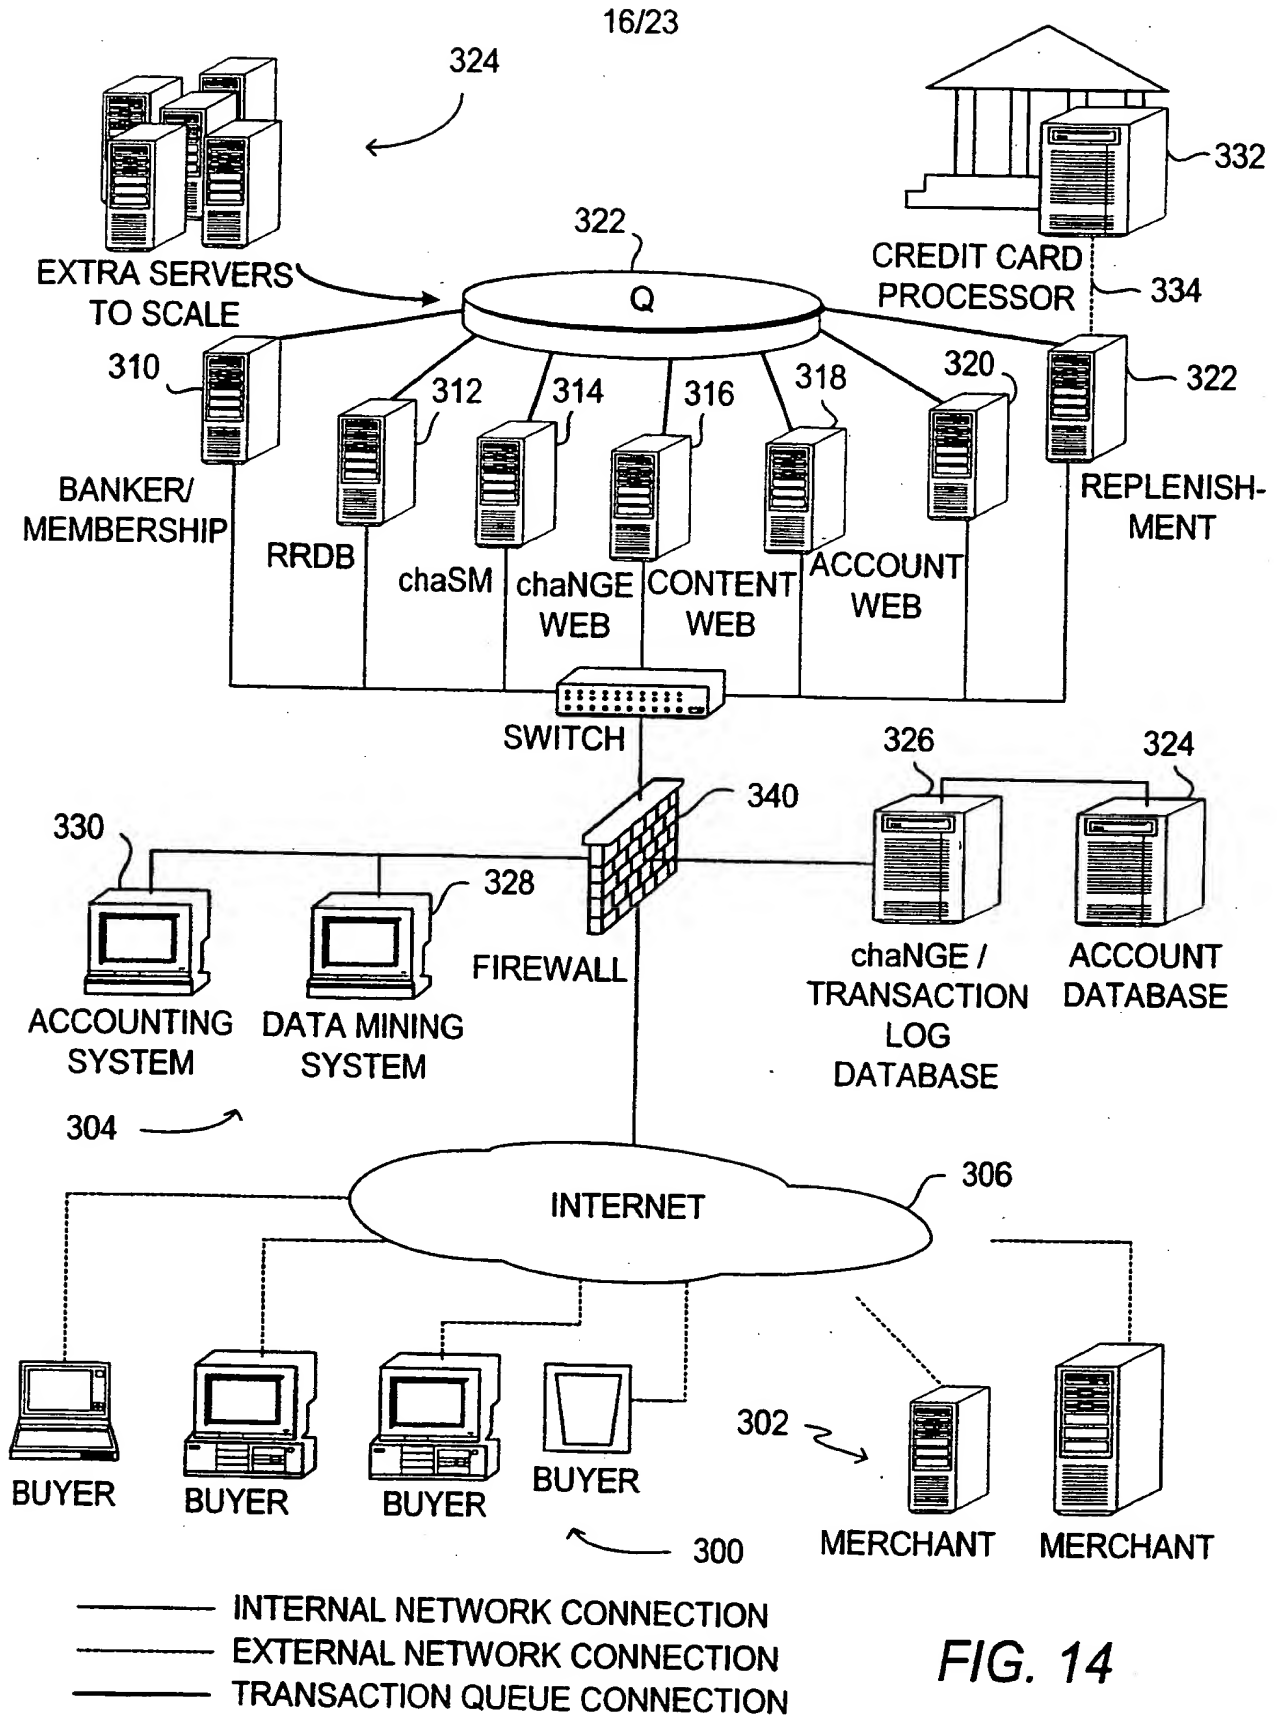 16/23
324
332
322
EXTRA SERVERS
TO SCALE
Q
CREDIT CARD
PROCESSOR
334
310
312
314
316
318
320
322
BANKER/
MEMBERSHIP
RRDB
chaSM
chaNGE
WEB
CONTENT
WEB
ACCOUNT
WEB
REPLENISH-
MENT
SWITCH
326
324
340
330
328
FIREWALL
chaNGE /
TRANSACTION
LOG
DATABASE
ACCOUNT
DATABASE
ACCOUNTING
SYSTEM
DATA MINING
SYSTEM
304
306
INTERNET
302
BUYER
BUYER
BUYER
BUYER
300
MERCHANT
MERCHANT
INTERNAL NETWORK CONNECTION
EXTERNAL NETWORK CONNECTION
TRANSACTION QUEUE CONNECTION
FIG. 14